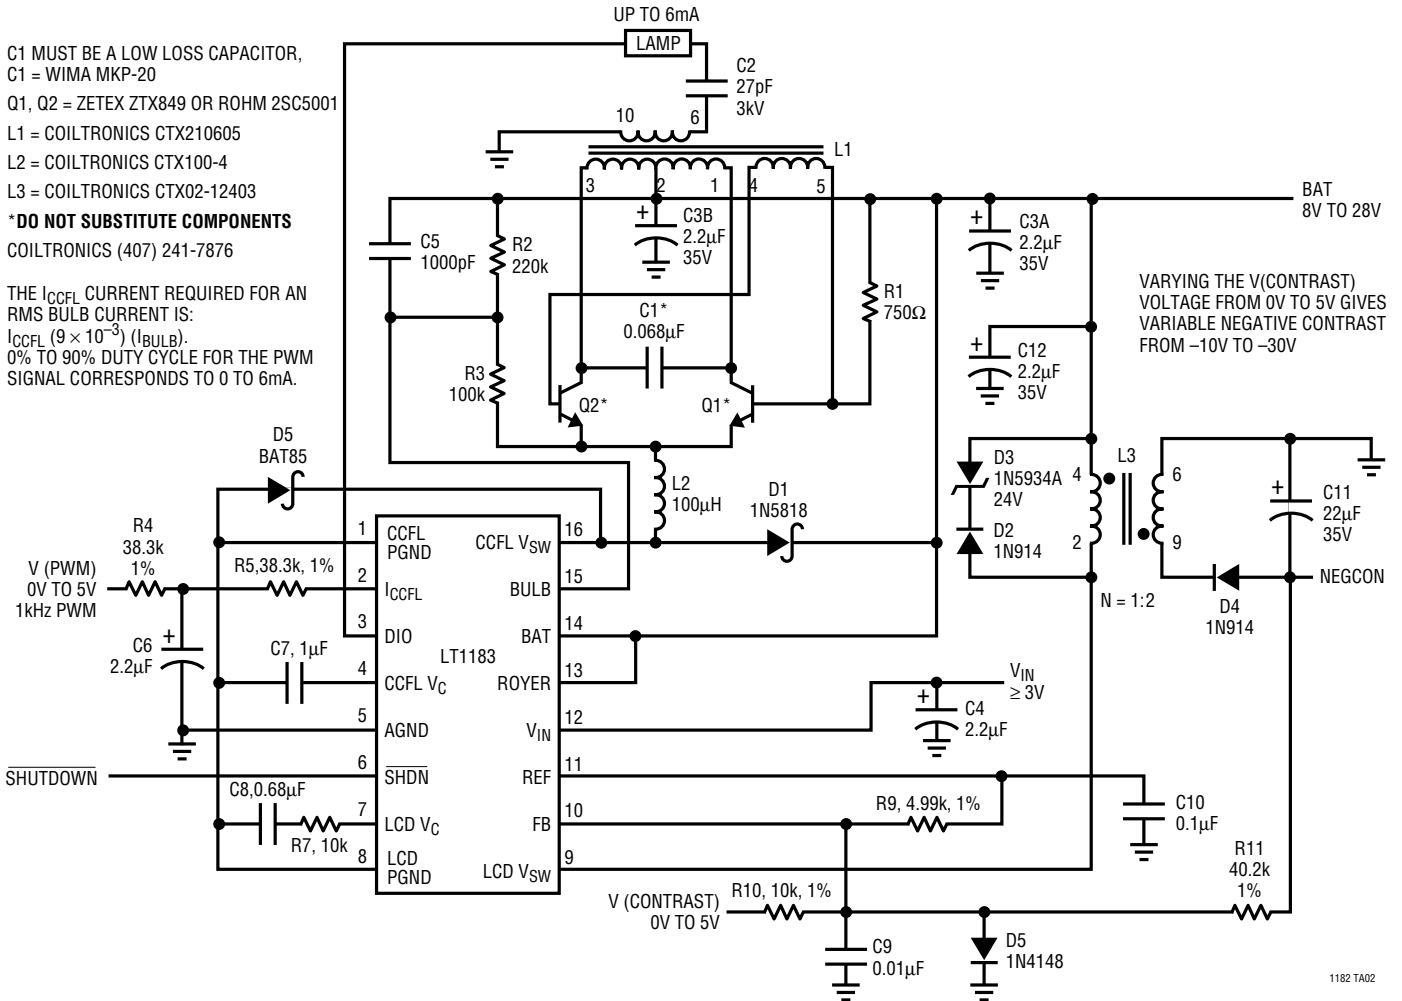 UP TO 6mA
LAMP
C1 MUST BE A LOW LOSS CAPACITOR,
C1 = WIMA MKP-20
Q1, Q2 = ZETEX ZTX849 OR ROHM 2SC5001
L1 = COILTRONICS CTX210605
L2 = COILTRONICS CTX100-4
L3 = COILTRONICS CTX02-12403
*DO NOT SUBSTITUTE COMPONENTS
COILTRONICS (407) 241-7876
THE ICCFL CURRENT REQUIRED FOR AN
RMS BULB CURRENT IS:
ICCFL (9 × 10–3) (IBULB).
0% TO 90% DUTY CYCLE FOR THE PWM
SIGNAL CORRESPONDS TO 0 TO 6mA.
C2
27pF
3kV
10
6
L1
3
2
1
4
5
BAT
8V TO 28V
C5
1000pF
R2
220k
+
C3B
2.2µF
35V
R1
750Ω
+
C3A
2.2µF
35V
VARYING THE V(CONTRAST)
VOLTAGE FROM 0V TO 5V GIVES
VARIABLE NEGATIVE CONTRAST
FROM –10V TO –30V
C1*
0.068µF
+
C12
2.2µF
35V
R3
100k
Q2*
Q1*
D5
BAT85
L2
100µH
D1
1N5818
D3
1N5934A
24V
D2
1N914
4
2
L3
6
9
N = 1:2
+
C11
22µF
35V
NEGCON
D4
1N914
R4
38.3k
1%
V (PWM)
0V TO 5V
1kHz PWM
R5,38.3k, 1%
+
C6
2.2µF
C7, 1µF
SHUTDOWN
C8,0.68µF
R7, 10k
1
CCFL
PGND
2
ICCFL
3
DIO
4
CCFL VC
5
AGND
6
SHDN
7
LCD VC
8
LCD
PGND
LT1183
16
CCFL VSW
15
BULB
14
BAT
13
ROYER
12
VIN
11
REF
10
FB
9
LCD VSW
VIN
≥ 3V
+
C4
2.2µF
R9, 4.99k, 1%
C10
0.1µF
R11
40.2k
1%
V (CONTRAST)
0V TO 5V
R10, 10k, 1%
C9
0.01µF
D5
1N4148
1182 TA02